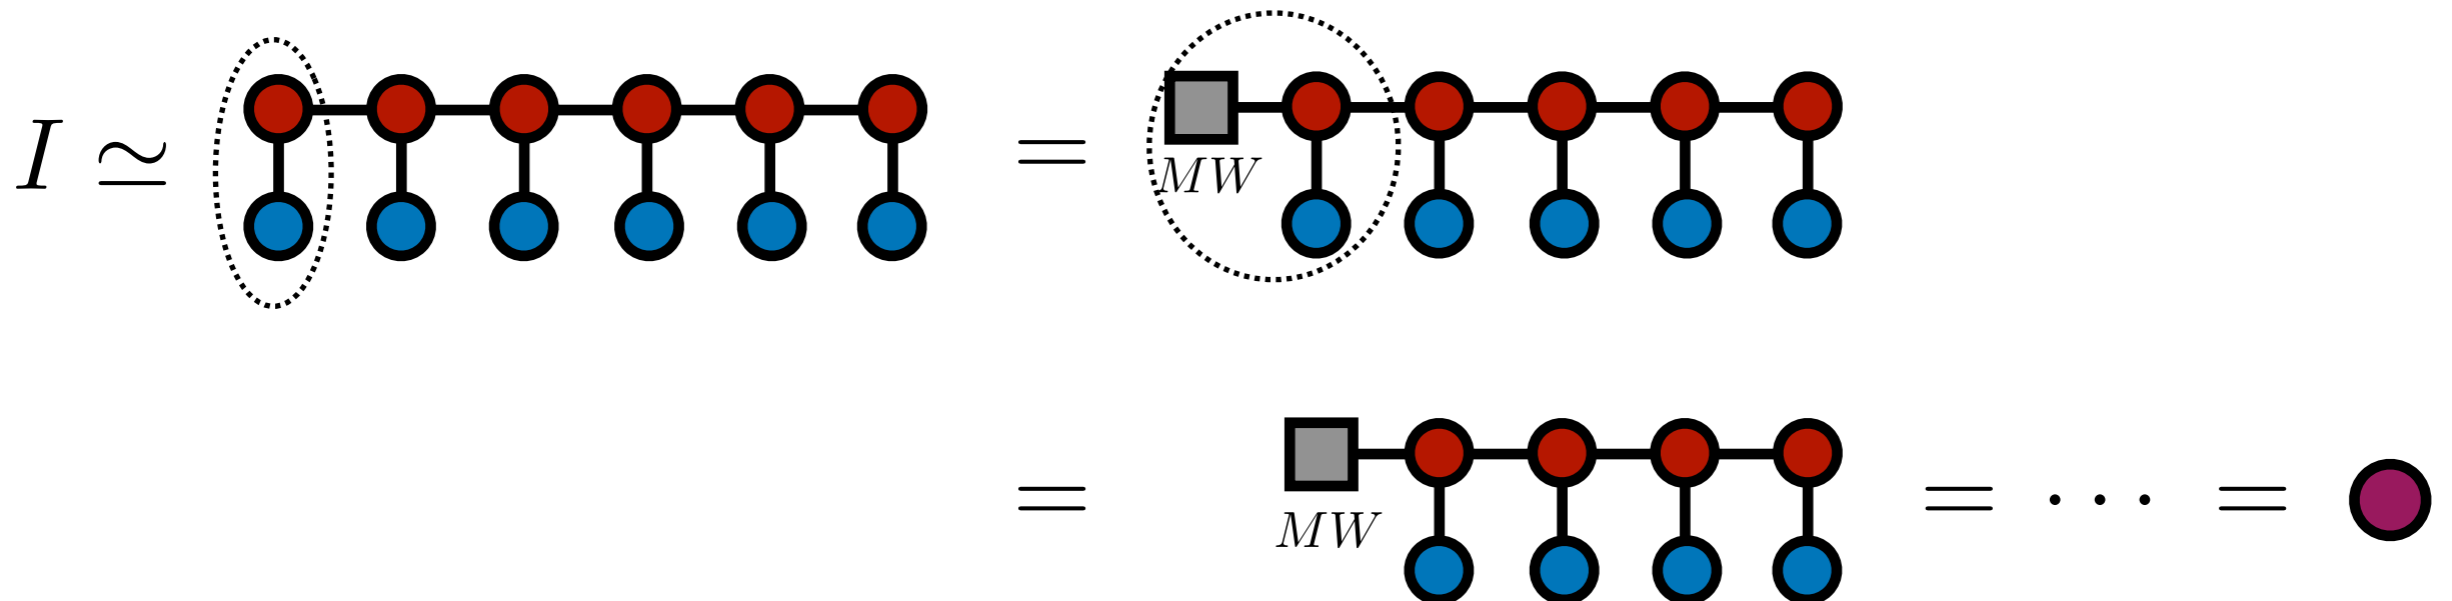 I ≃ = MW
= MW = · · · =